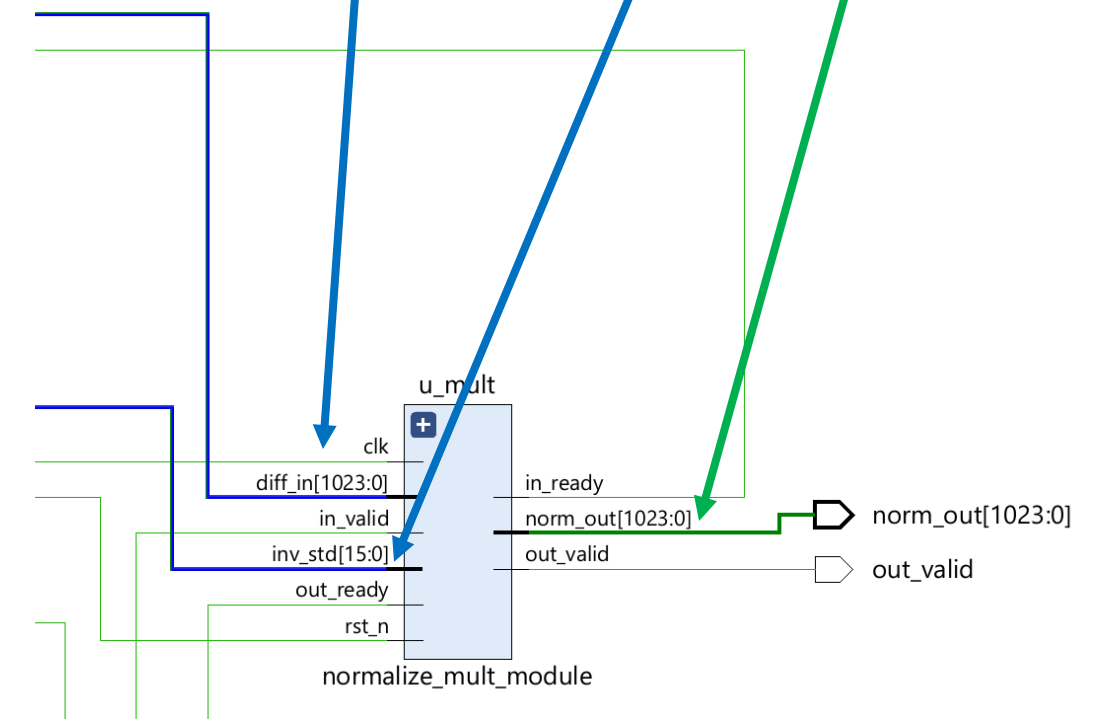 u_mult
clk
diff_in[1023:0]
in_valid
inv_std[15:0]
out_ready
rst_n
in_ready
norm_out[1023:0]
out_valid
norm_out[1023:0]
out_valid
normalize_mult_module